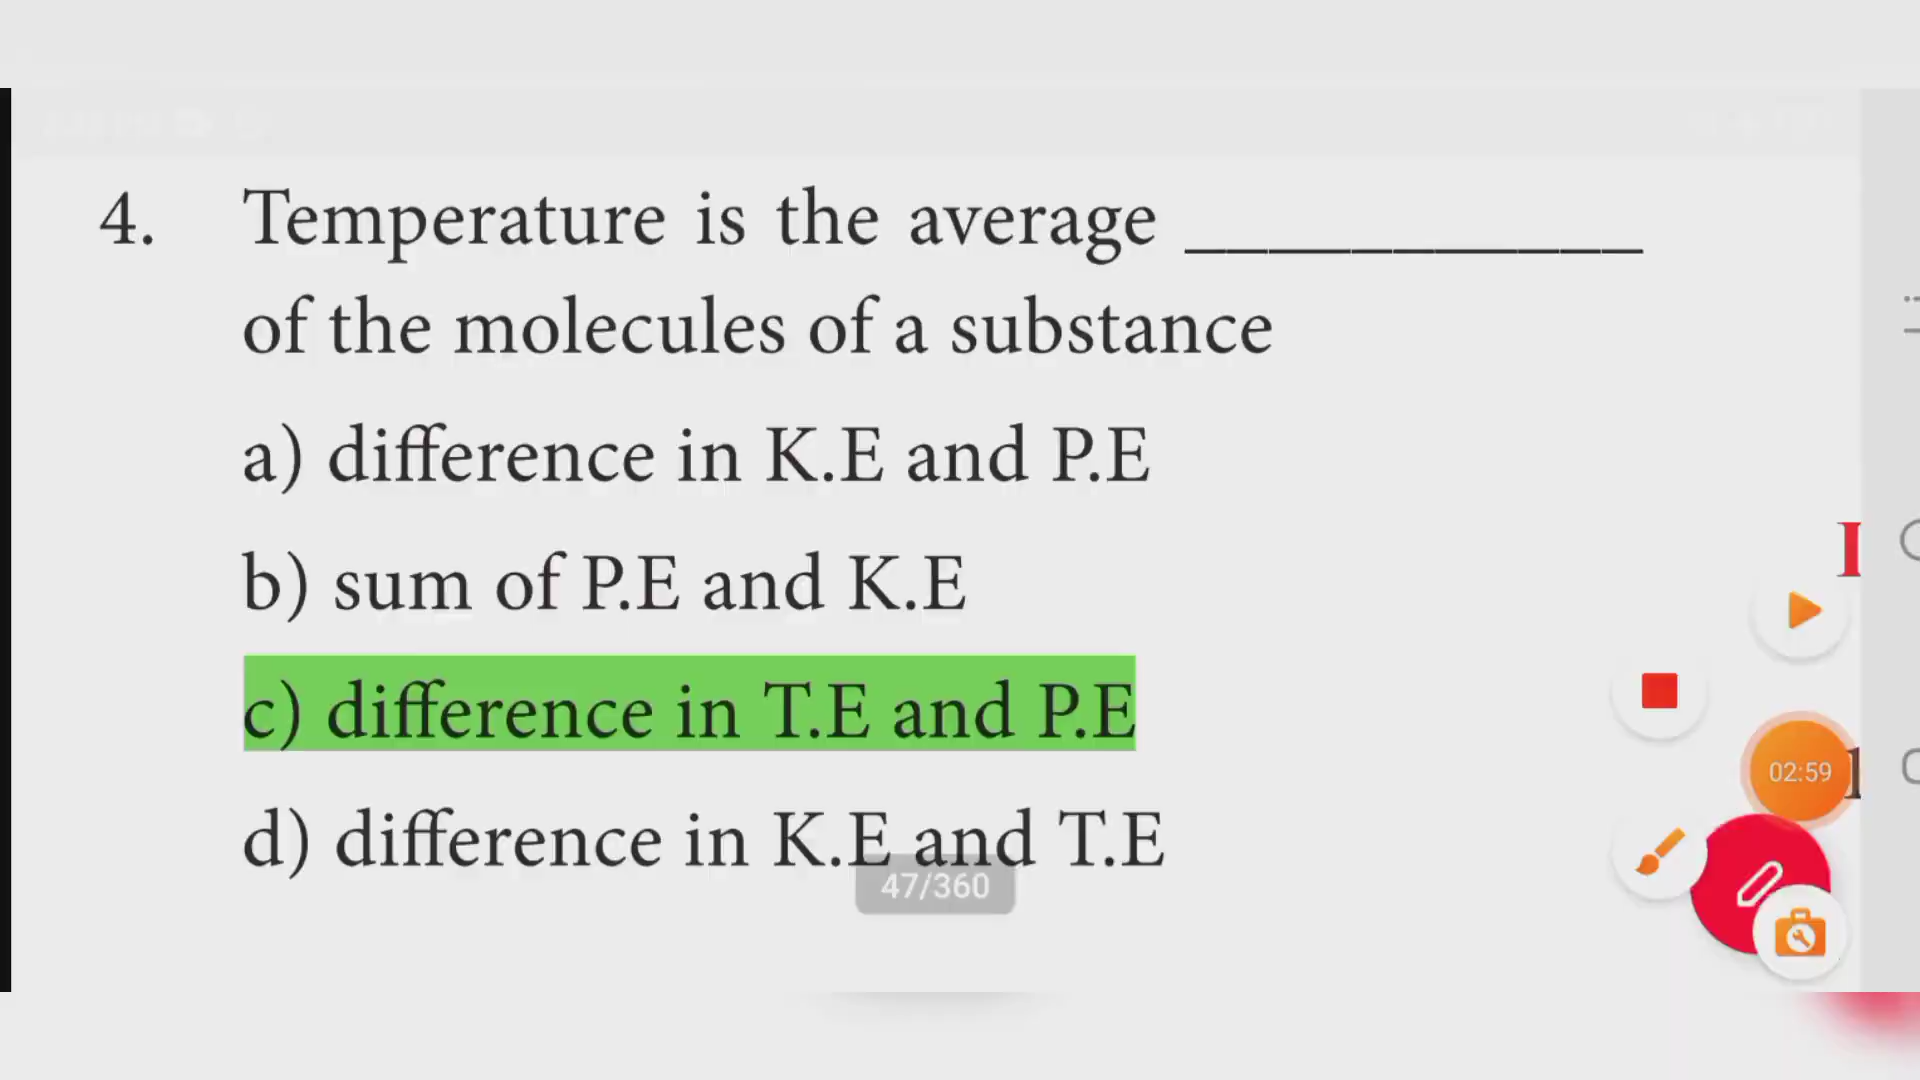 4. Temperature is the average ___________
of the molecules of a substance
a) difference in K.E and P.E
b) sum of P.E and K.E
c) difference in T.E and P.E
d) difference in K.E and T.E
47/360
I
02:59